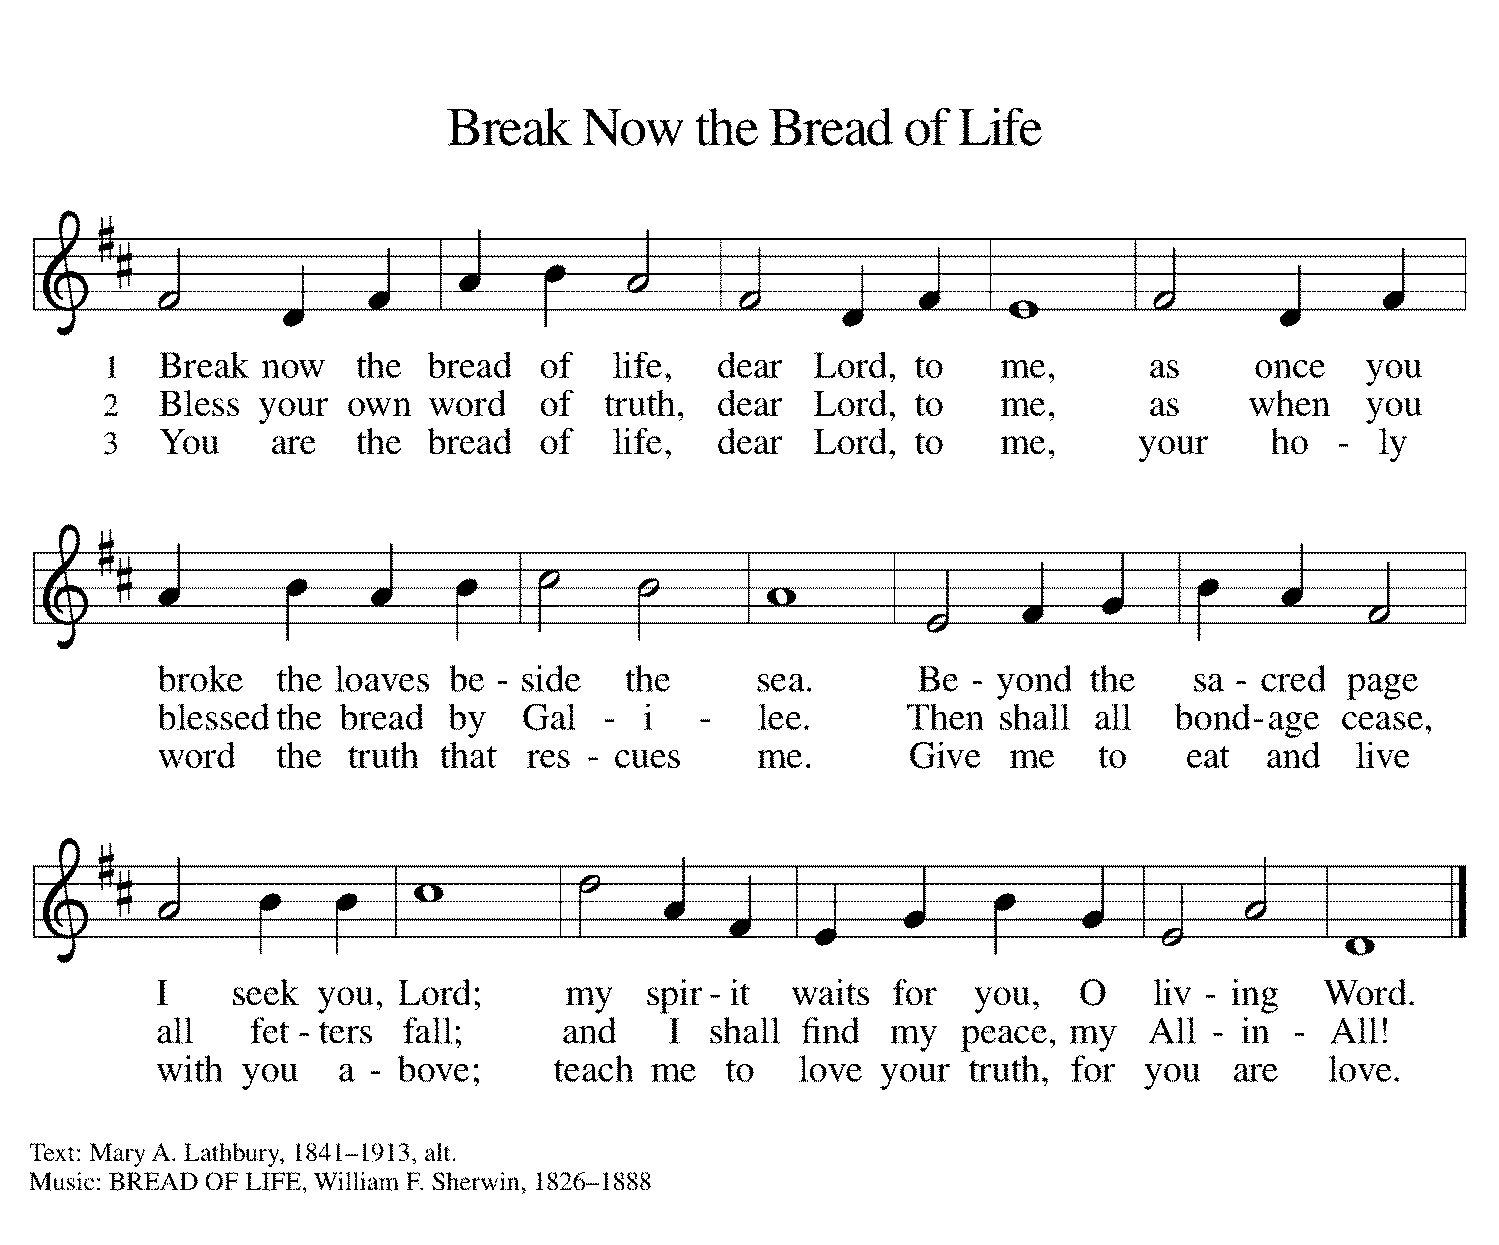 Break Now the Bread of Life
1 Break now the bread of life, dear Lord, to me, as once you
2 Bless your own word of truth, dear Lord, to me, as when you
3 You are the bread of life, dear Lord, to me, your ho - ly
broke the loaves be - side the sea. Be - yond the sa - cred page
blessed the bread by Gal - i - lee. Then shall all bond - age cease,
word the truth that res - cues me. Give me to eat and live
I seek you, Lord; my spir - it waits for you, O liv - ing Word.
all fet - ters fall; and I shall find my peace, my All - in - All!
with you a - bove; teach me to love your truth, for you are love.
Text: Mary A. Lathbury, 1841–1913, alt.
Music: BREAD OF LIFE, William F. Sherwin, 1826–1888